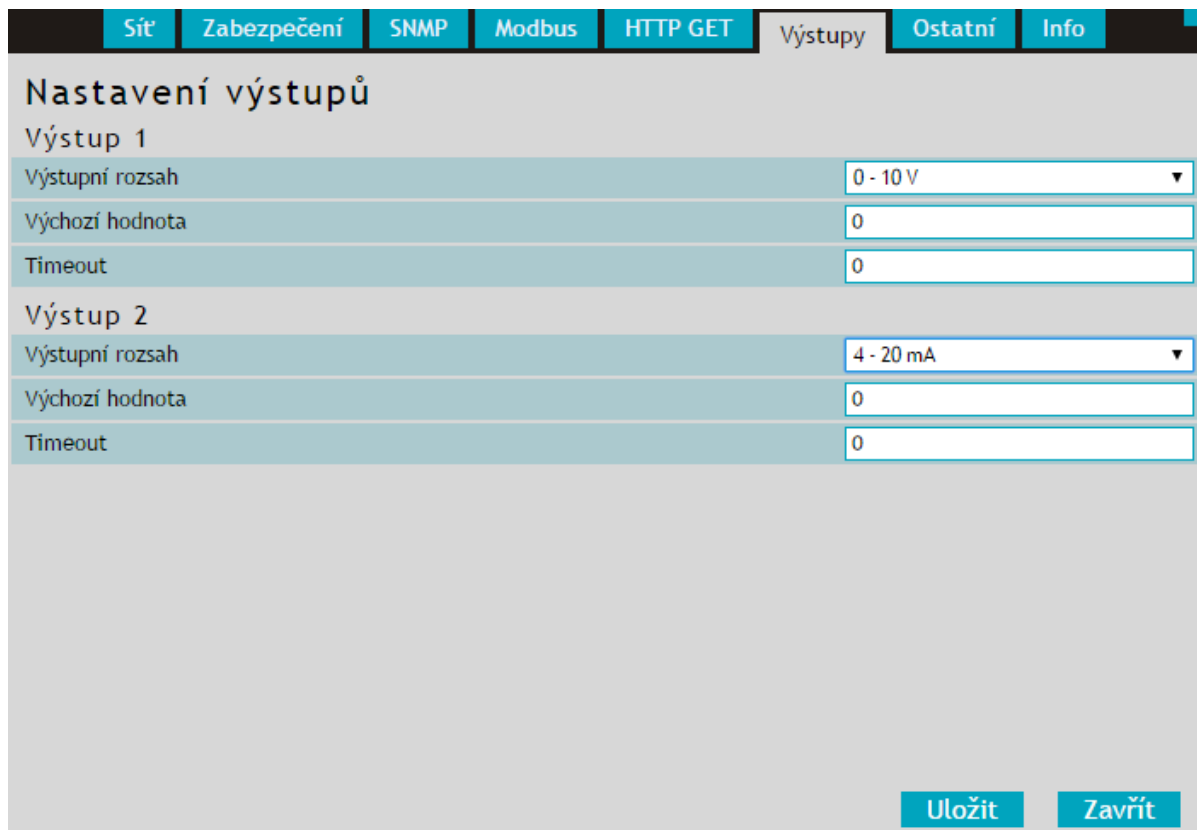 Síť Zabezpečení SNMP Modbus HTTP GET Výstupy Ostatní Info
Nastavení výstupů
Výstup 1
Výstupní rozsah 0 - 10 V
Výchozí hodnota 0
Timeout 0
Výstup 2
Výstupní rozsah 4 - 20 mA
Výchozí hodnota 0
Timeout 0
Uložit Zavřít